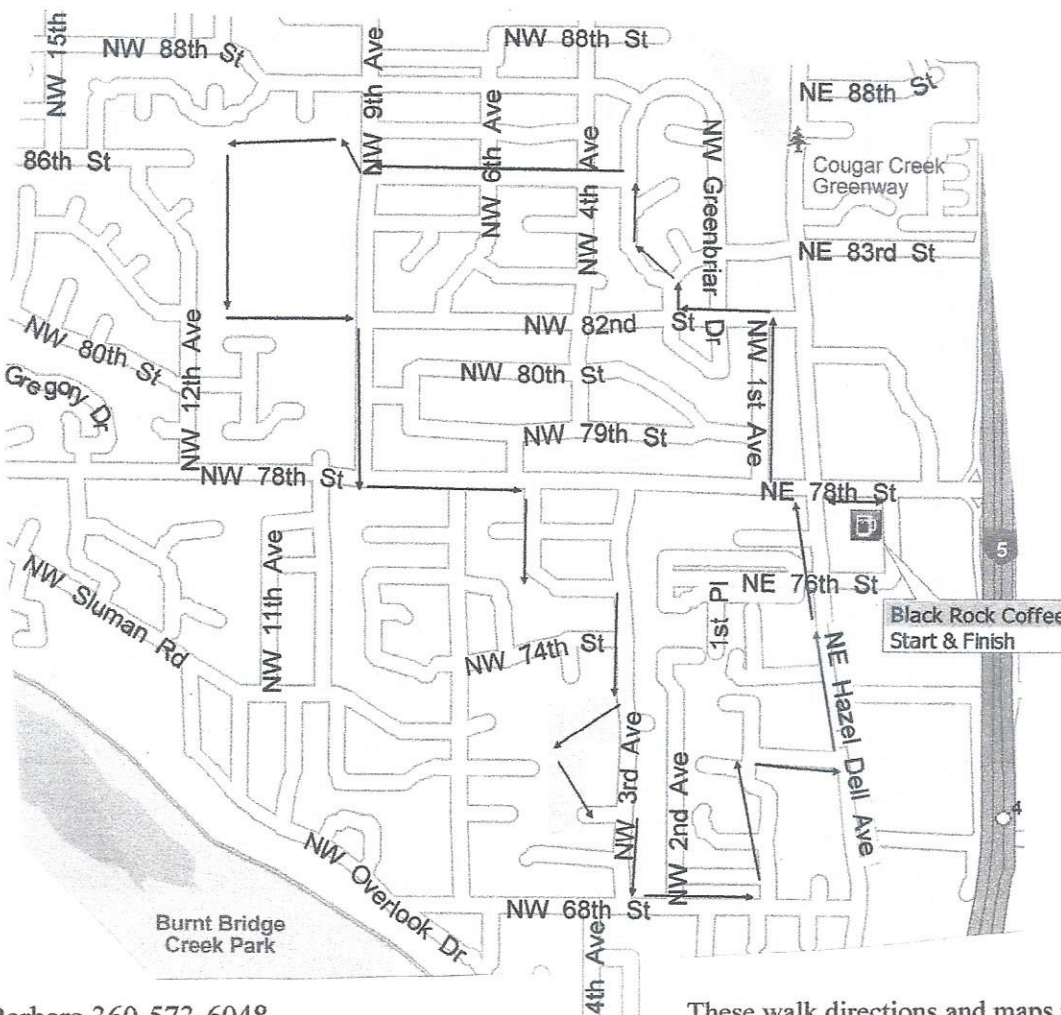 NW 15th
NW 88th St
NW 9th Ave
NW 88th St
NE 88th St
86th St
NW 6th Ave
NW 4th Ave
NW Greenbriar Dr
Cougar Creek
Greenway
NE 83rd St
NW 82nd St
NW 80th St
NW 12th Ave
NW 80th St
NW 1st Ave
Gregory Dr
NW 79th St
NW 78th St
NE 78th St
5
NW 11th Ave
NW Sluman Rd
1st Pl
NE 76th St
Black Rock Coffee
Start & Finish
NW 74th St
NE Hazel Dell Ave
NW 3rd Ave
NW 2nd Ave
4
NW Overlook Dr
NW 68th St
Burnt Bridge
Creek Park
4th Ave
Barbara 360-573-6048
These walk directions and maps